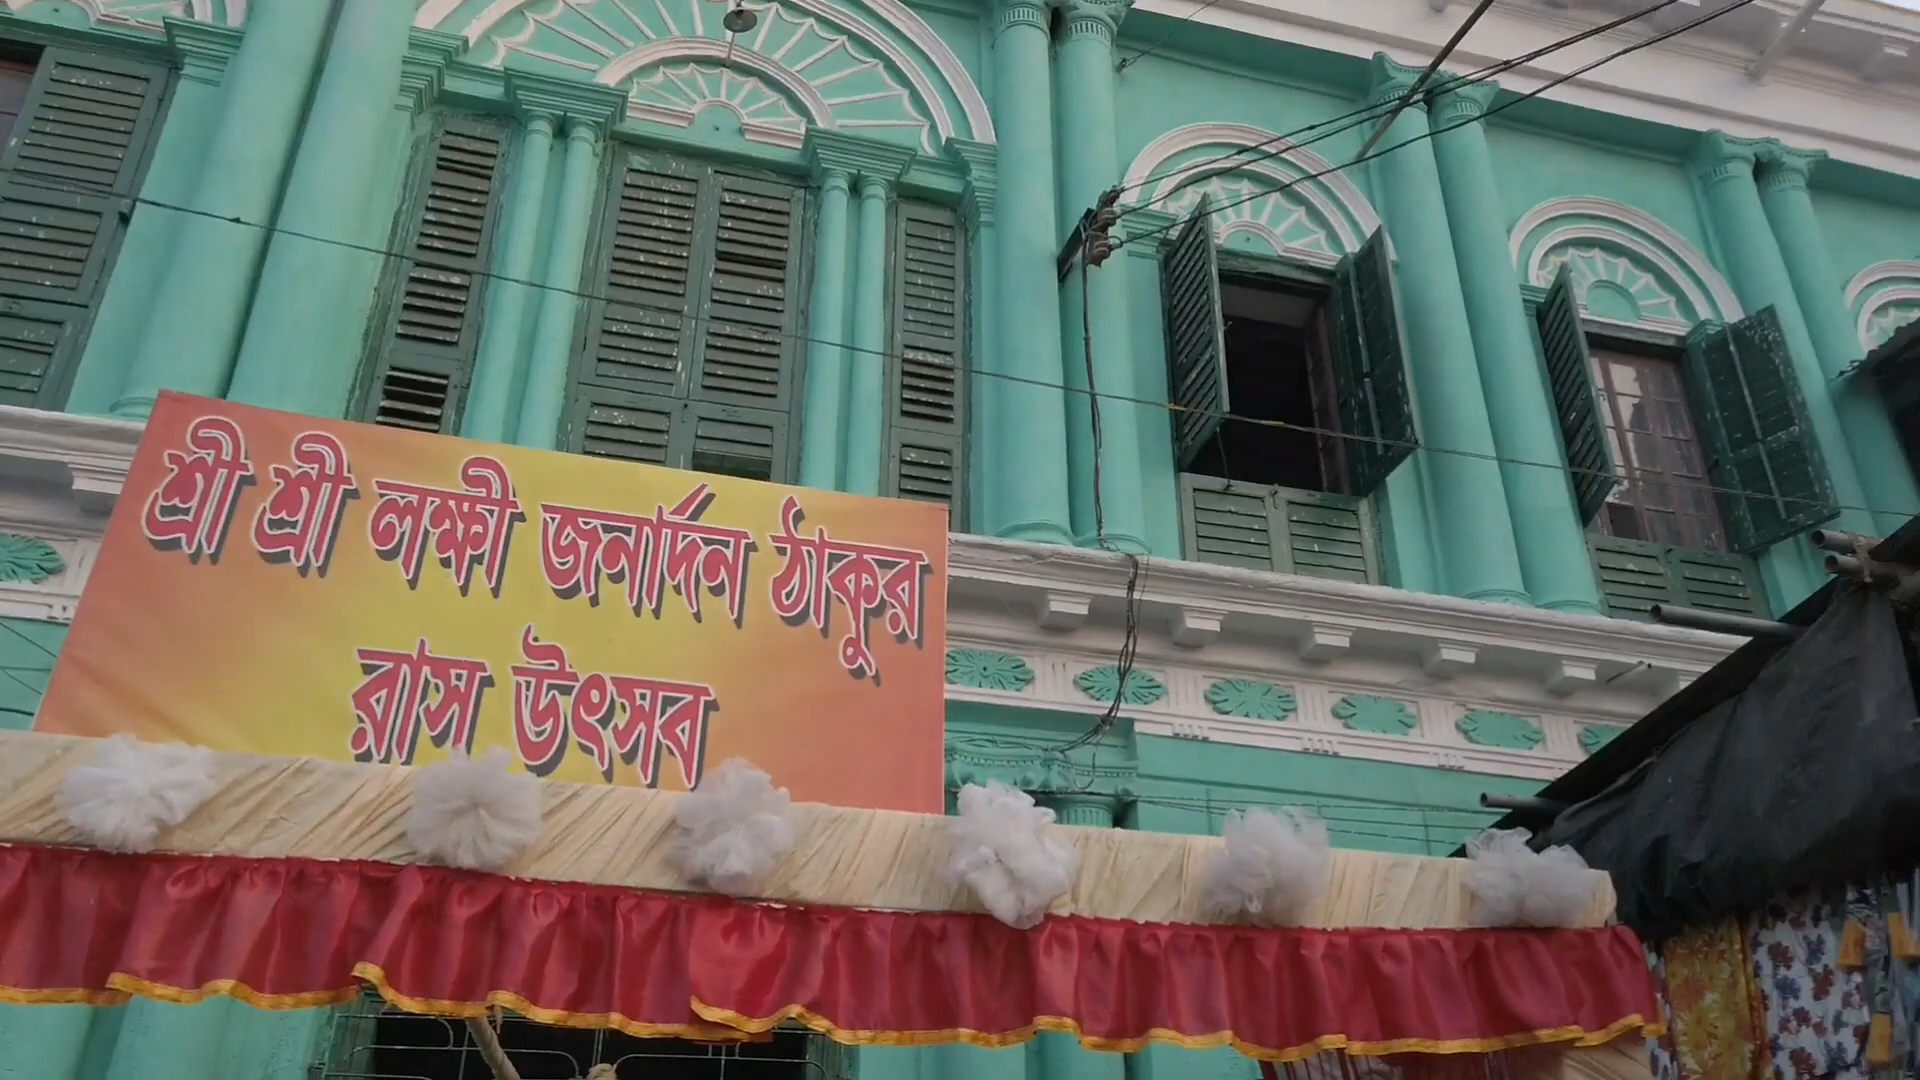 শ্রী শ্রী লক্ষী জনার্দন ঠাকুর
রাস উৎসব